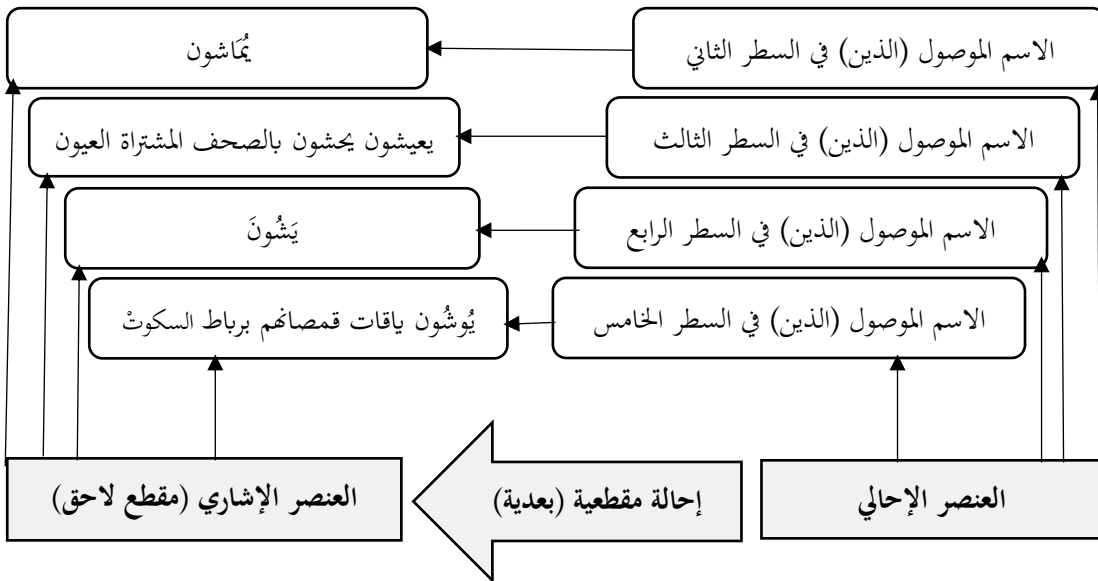 الاسم الموصول (الذين) في السطر الثاني
يُمَاشون
الاسم الموصول (الذين) في السطر الثالث
يعيشون يحشون بالصحف المشتراة العيون
الاسم الموصول (الذين) في السطر الرابع
يَشُونَ
الاسم الموصول (الذين) في السطر الخامس
يُوشُون ياقات قمصانهم برباط السكوتْ
العنصر الإحالي
إحالة مقطعية (بعدية)
العنصر الإشاري (مقطع لاحق)